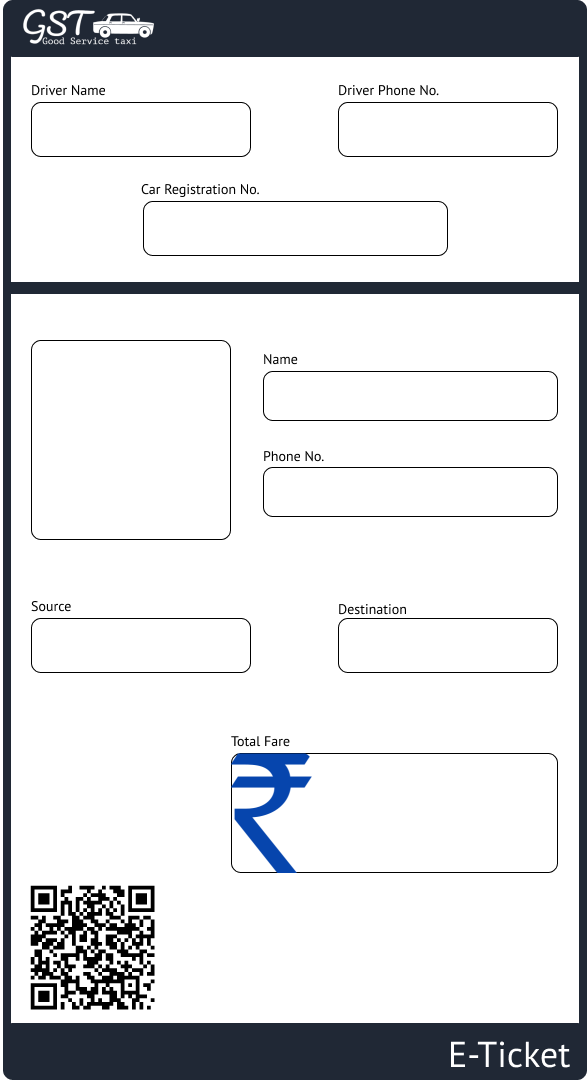 GST
Good Service taxi
Driver Name
Driver Phone No.
Car Registration No.
Name
Phone No.
Source
Destination
Total Fare
₹
E-Ticket